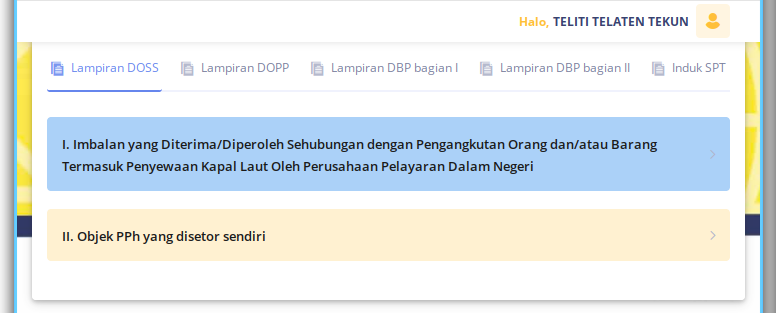 Halo, TELITI TELATEN TEKUN
Lampiran DOSS Lampiran DOPP Lampiran DBP bagian I Lampiran DBP bagian II Induk SPT
I. Imbalan yang Diterima/Diperoleh Sehubungan dengan Pengangkutan Orang dan/atau Barang
Termasuk Penyewaan Kapal Laut Oleh Perusahaan Pelayaran Dalam Negeri
II. Objek PPh yang disetor sendiri